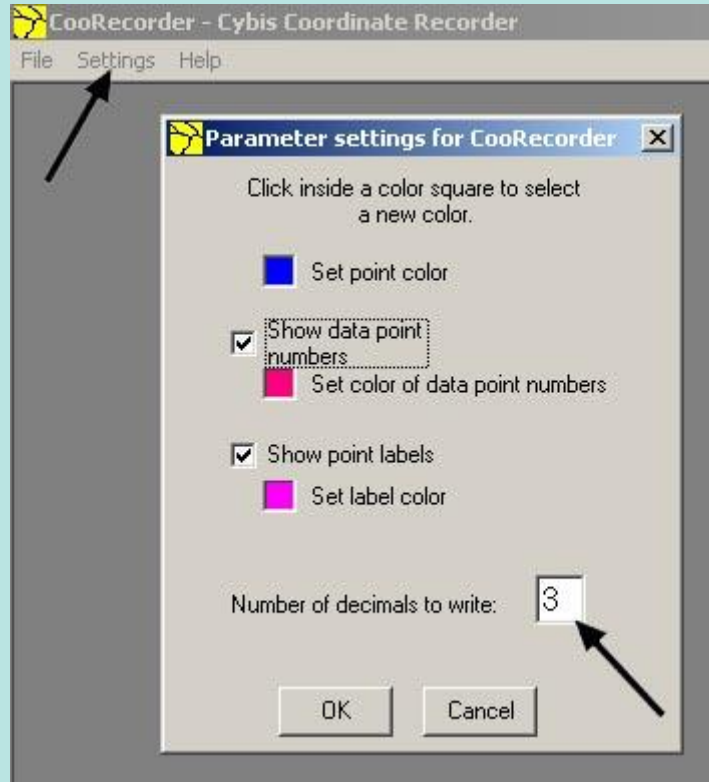 CooRecorder - Cybis Coordinate Recorder
File Settings Help
Parameter settings for CooRecorder
Click inside a color square to select
a new color.
Set point color
Show data point
numbers
Set color of data point numbers
Show point labels
Set label color
Number of decimals to write: 3
OK Cancel